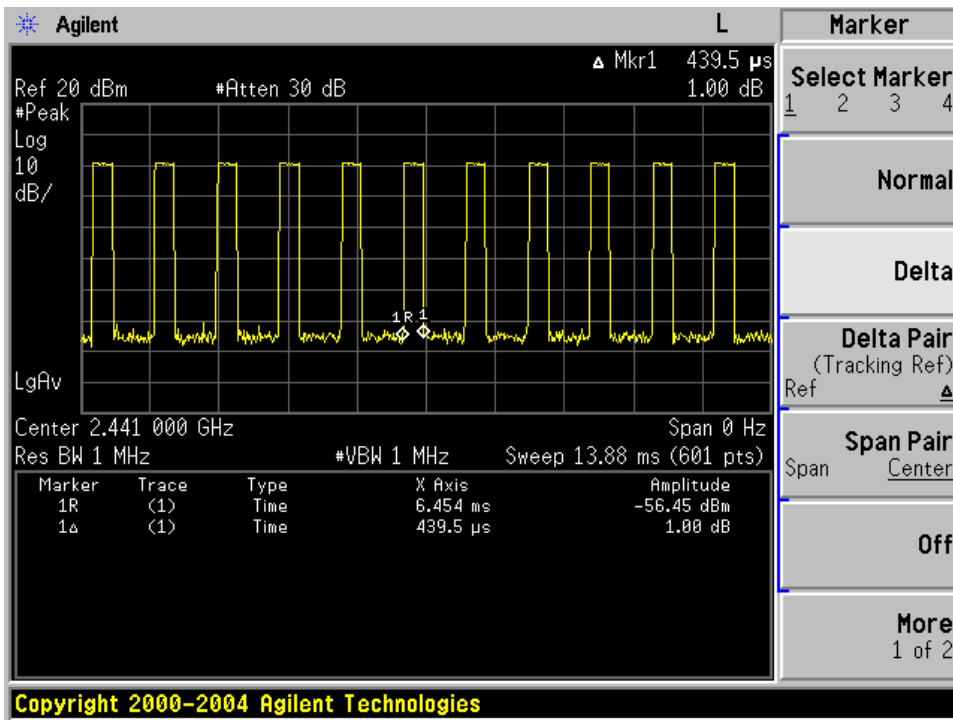 Agilent L
Δ Mkr1 439.5 µs
Ref 20 dBm #Atten 30 dB 1.00 dB
#Peak
Log
10
dB/
1R 1
LgAv
Center 2.441 000 GHz Span 0 Hz
Res BW 1 MHz #VBW 1 MHz Sweep 13.88 ms (601 pts)
Marker Trace Type X Axis Amplitude
1R (1) Time 6.454 ms -56.45 dBm
1Δ (1) Time 439.5 µs 1.00 dB
Copyright 2000-2004 Agilent Technologies
Marker
Select Marker
1 2 3 4
Normal
Delta
Delta Pair
(Tracking Ref)
Ref Δ
Span Pair
Span Center
Off
More
1 of 2